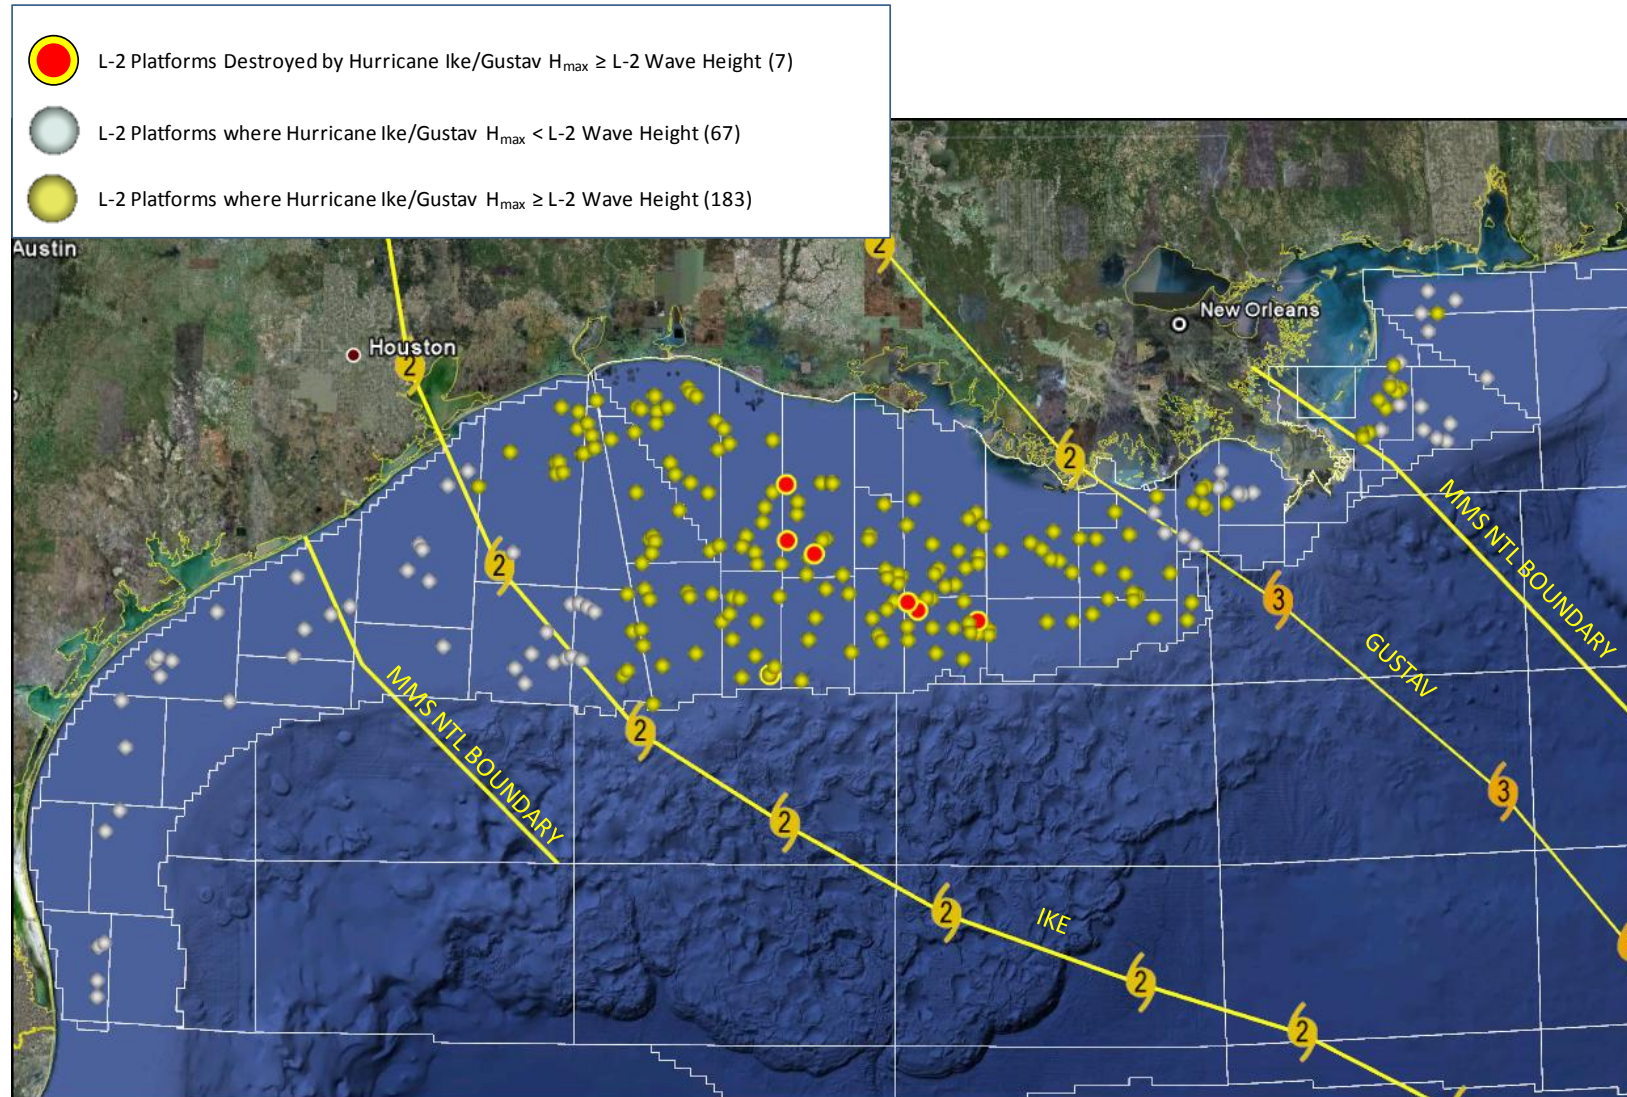 L-2 Platforms Destroyed by Hurricane Ike/Gustav Hmax ≥ L-2 Wave Height (7)
L-2 Platforms where Hurricane Ike/Gustav Hmax < L-2 Wave Height (67)
L-2 Platforms where Hurricane Ike/Gustav Hmax ≥ L-2 Wave Height (183)
Austin
2
New Orleans
Houston
2
2
MMS NTL BOUNDARY
2
3
GUSTAV
MMS NTL BOUNDARY
2
3
2
2
IKE
2
2